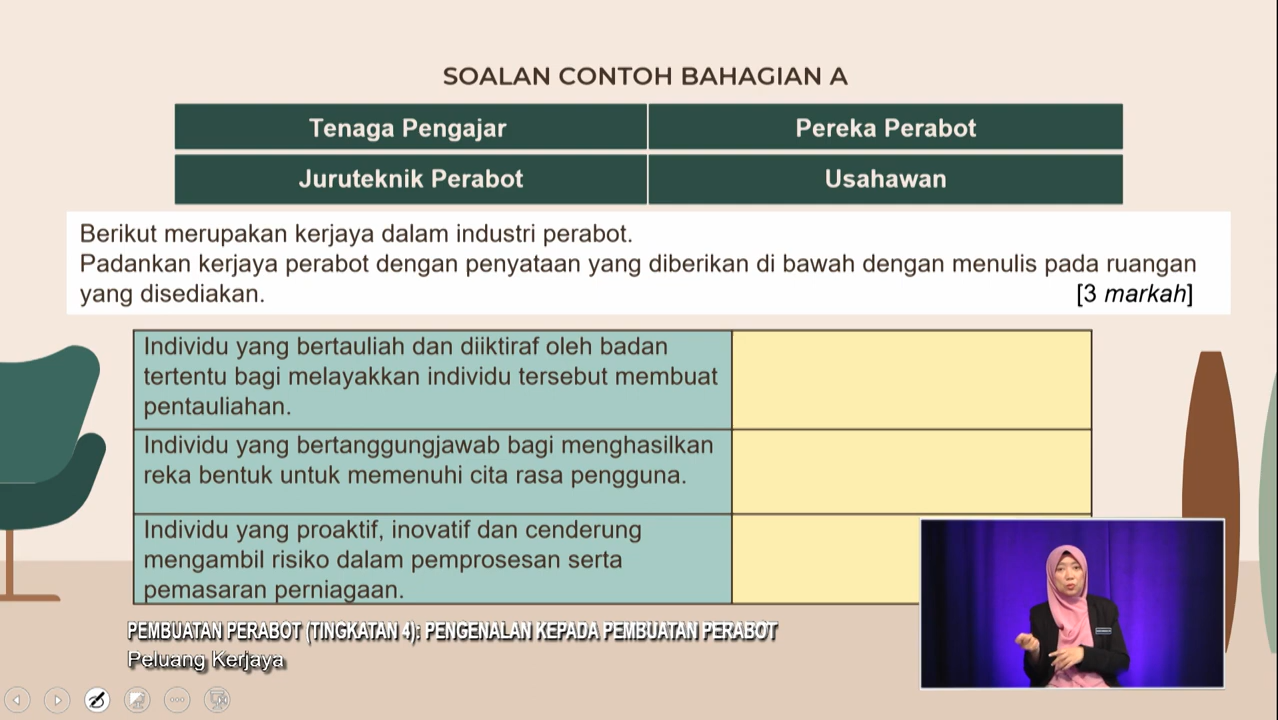 SOALAN CONTOH BAHAGIAN A
Tenaga Pengajar
Pereka Perabot
Juruteknik Perabot
Usahawan
Berikut merupakan kerjaya dalam industri perabot.
Padankan kerjaya perabot dengan penyataan yang diberikan di bawah dengan menulis pada ruangan
yang disediakan.
[3 markah]
Individu yang bertauliah dan diiktiraf oleh badan
tertentu bagi melayakkan individu tersebut membuat
pentauliahan.
Individu yang bertanggungjawab bagi menghasilkan
reka bentuk untuk memenuhi cita rasa pengguna.
Individu yang proaktif, inovatif dan cenderung
mengambil risiko dalam pemprosesan serta
pemasaran perniagaan.
PEMBUATAN PERABOT (TINGKATAN 4): PENGENALAN KEPADA PEMBUATAN PERABOT
Peluang Kerjaya